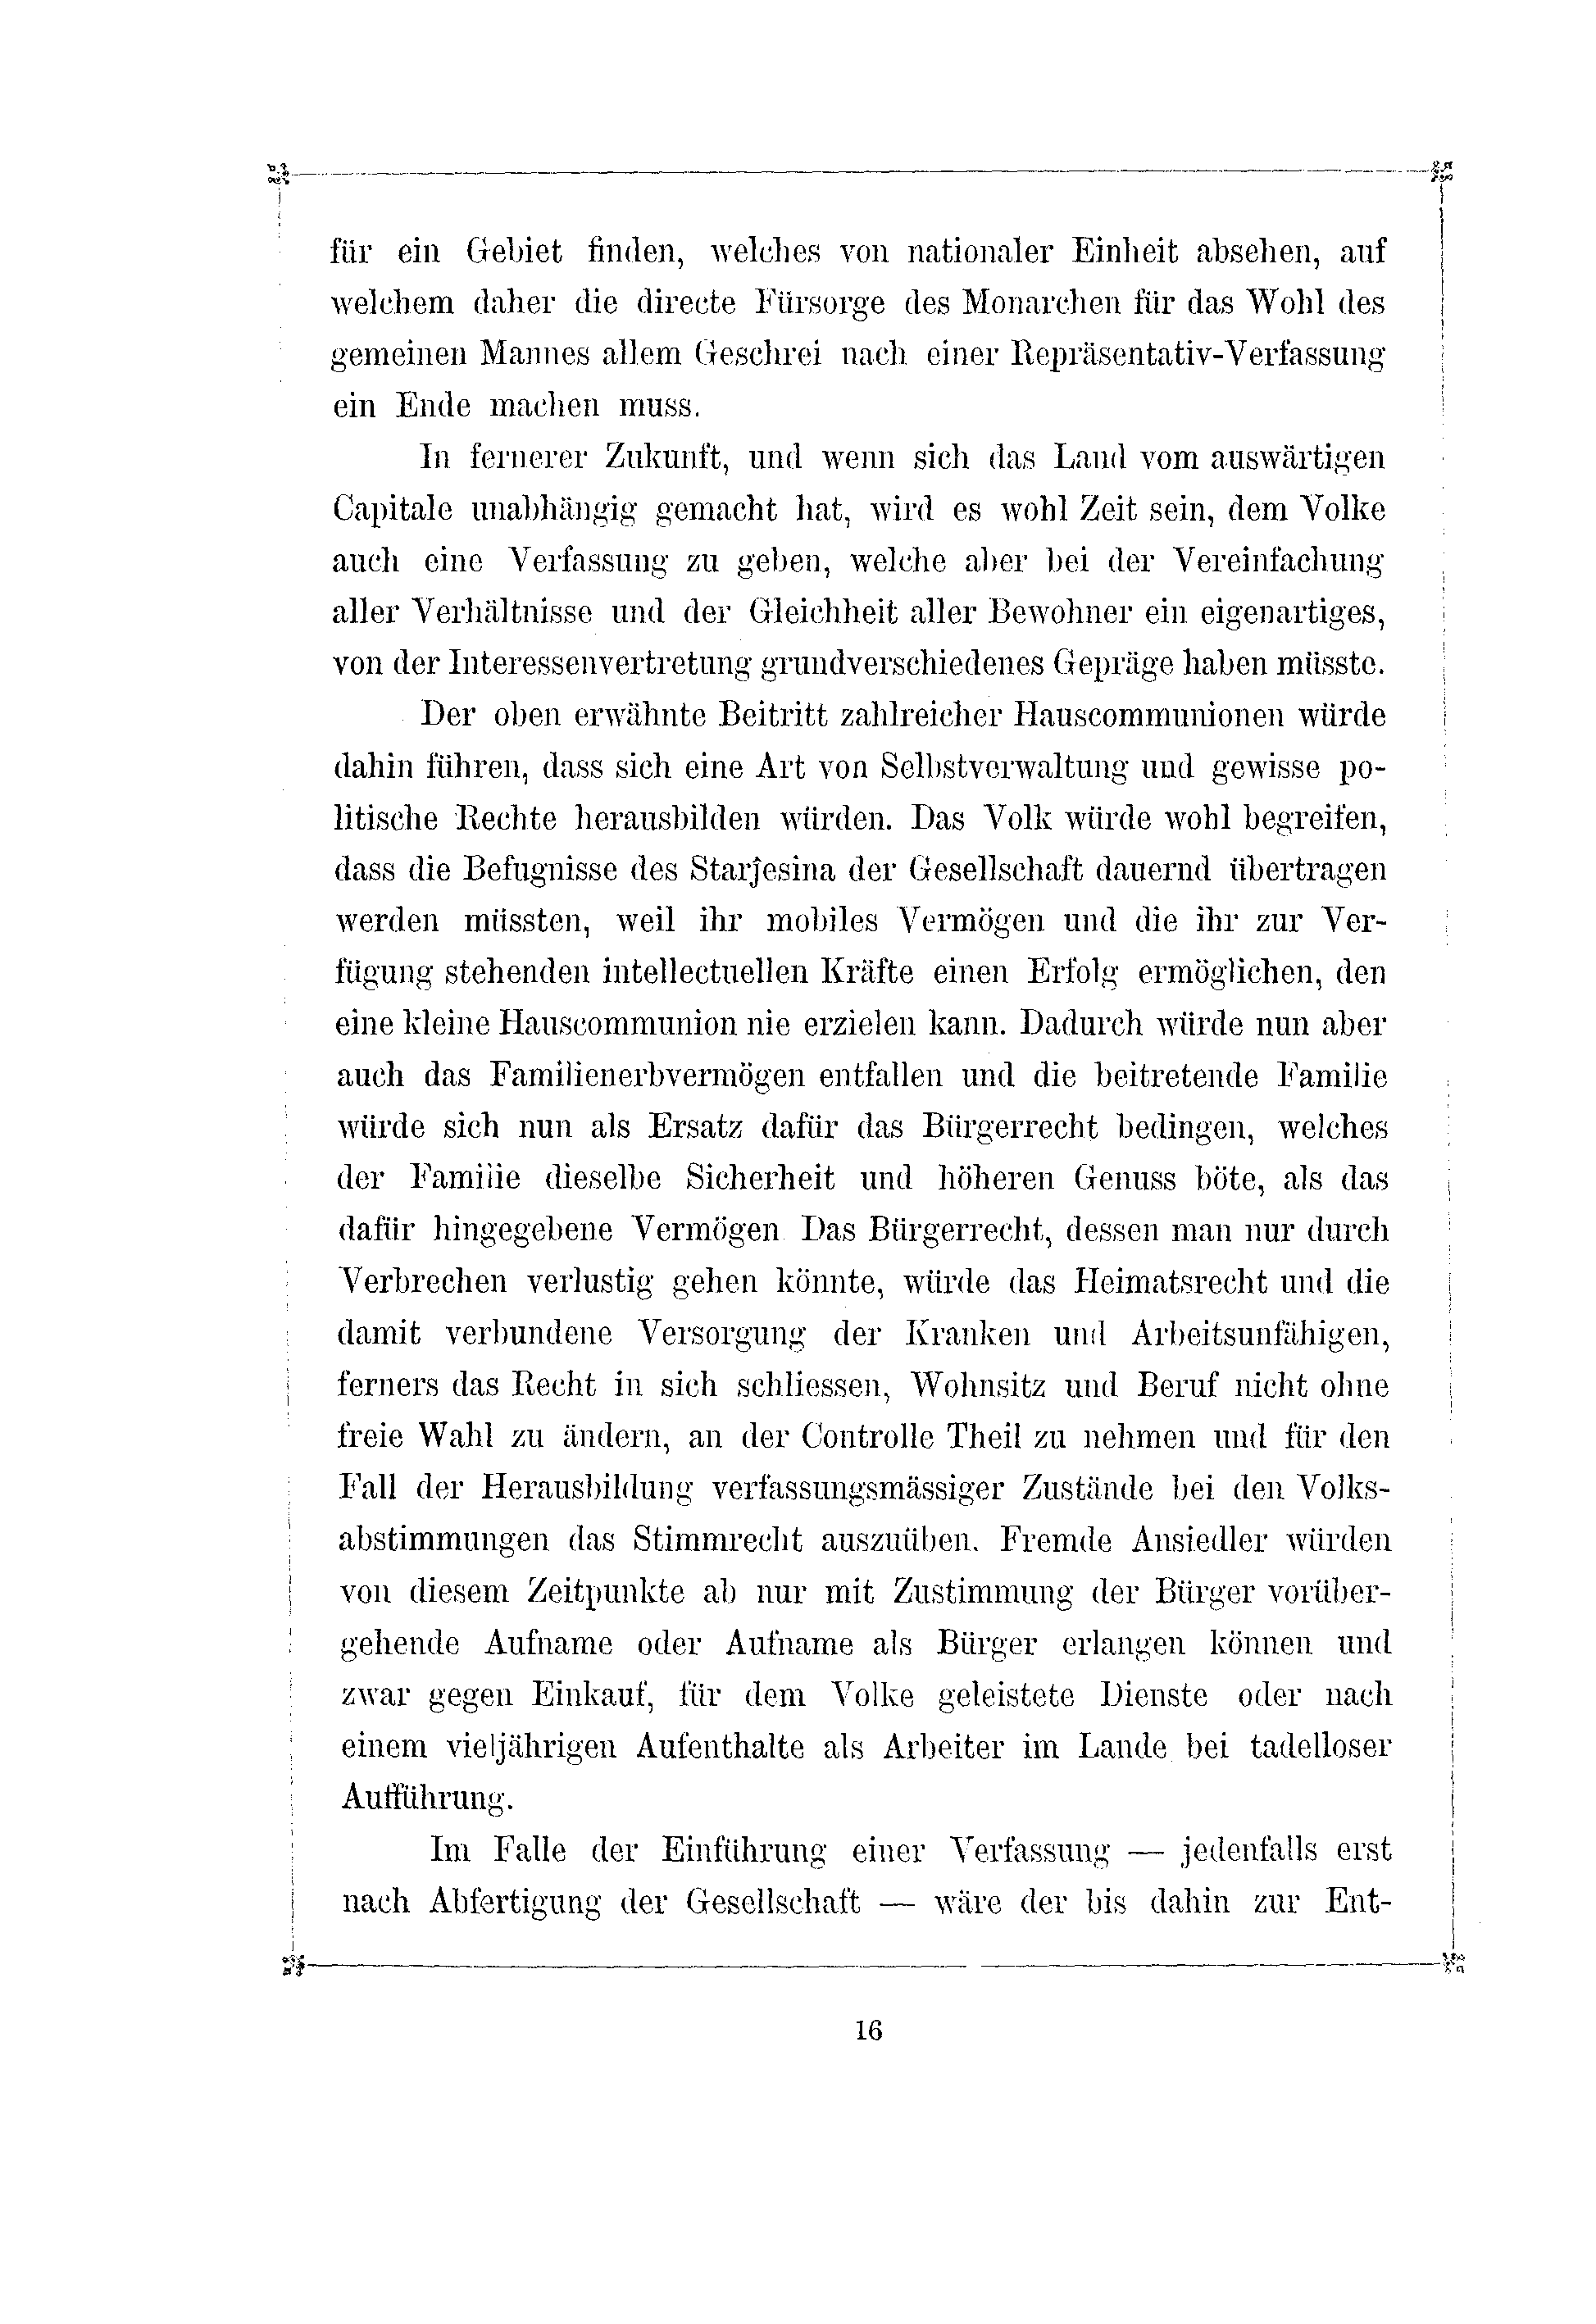 für ein Gebiet finden, welches von nationaler Einheit absehen, auf
welchem daher die directe Fürsorge des Monarchen für das Wohl des
gemeinen Mannes allem Geschrei nach einer Repräsentativ-Verfassung
ein Ende machen muss.
In fernerer Zukunft, und wenn sich das Land vom auswärtigen
Capitale unabhängig gemacht hat, wird es wohl Zeit sein, dem Volke
auch eine Verfassung zu geben, welche aber bei der Vereinfachung
aller Verhältnisse und der Gleichheit aller Bewohner ein eigenartiges,
von der Interessenvertretung grundverschiedenes Gepräge haben müsste.
Der oben erwähnte Beitritt zahlreicher Hauscommunionen würde
dahin führen, dass sich eine Art von Selbstverwaltung und gewisse po-
litische Rechte herausbilden würden. Das Volk würde wohl begreifen,
dass die Befugnisse des Starjesina der Gesellschaft dauernd übertragen
werden müssten, weil ihr mobiles Vermögen und die ihr zur Ver-
fügung stehenden intellectuellen Kräfte einen Erfolg ermöglichen, den
eine kleine Hauscommunion nie erzielen kann. Dadurch würde nun aber
auch das Familienerbvermögen entfallen und die beitretende Familie
würde sich nun als Ersatz dafür das Bürgerrecht bedingen, welches
der Familie dieselbe Sicherheit und höheren Genuss böte, als das
dafür hingegebene Vermögen Das Bürgerrecht, dessen man nur durch
Verbrechen verlustig gehen könnte, würde das Heimatsrecht und die
damit verbundene Versorgung der Kranken und Arbeitsunfähigen,
ferners das Recht in sich schliessen, Wohnsitz und Beruf nicht ohne
freie Wahl zu ändern, an der Controlle Theil zu nehmen und für den
Fall der Herausbildung verfassungsmässiger Zustände bei den Volks-
abstimmungen das Stimmrecht auszuüben. Fremde Ansiedler würden
von diesem Zeitpunkte ab nur mit Zustimmung der Bürger vorüber-
gehende Aufname oder Aufname als Bürger erlangen können und
zwar gegen Einkauf, für dem Volke geleistete Dienste oder nach
einem vieljährigen Aufenthalte als Arbeiter im Lande bei tadelloser
Aufführung.
Im Falle der Einführung einer Verfassung — jedenfalls erst
nach Abfertigung der Gesellschaft — wäre der bis dahin zur Ent-
16